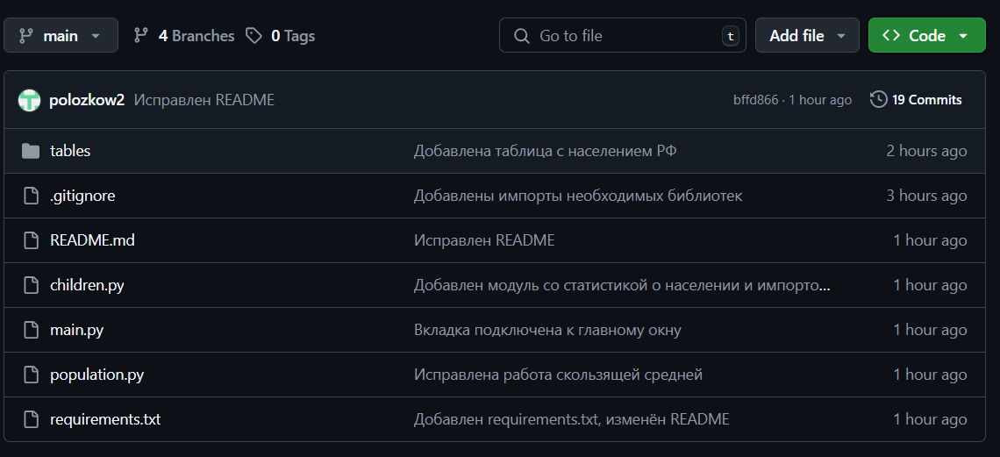 main 4 Branches 0 Tags Go to file t Add file Code
polozkow2 Исправлен README bffd866 · 1 hour ago 19 Commits
tables Добавлена таблица с населением РФ 2 hours ago
.gitignore Добавлены импорты необходимых библиотек 3 hours ago
README.md Исправлен README 1 hour ago
children.py Добавлен модуль со статистикой о населении и импорто... 1 hour ago
main.py Вкладка подключена к главному окну 1 hour ago
population.py Исправлена работа скользящей средней 1 hour ago
requirements.txt Добавлен requirements.txt, изменён README 1 hour ago